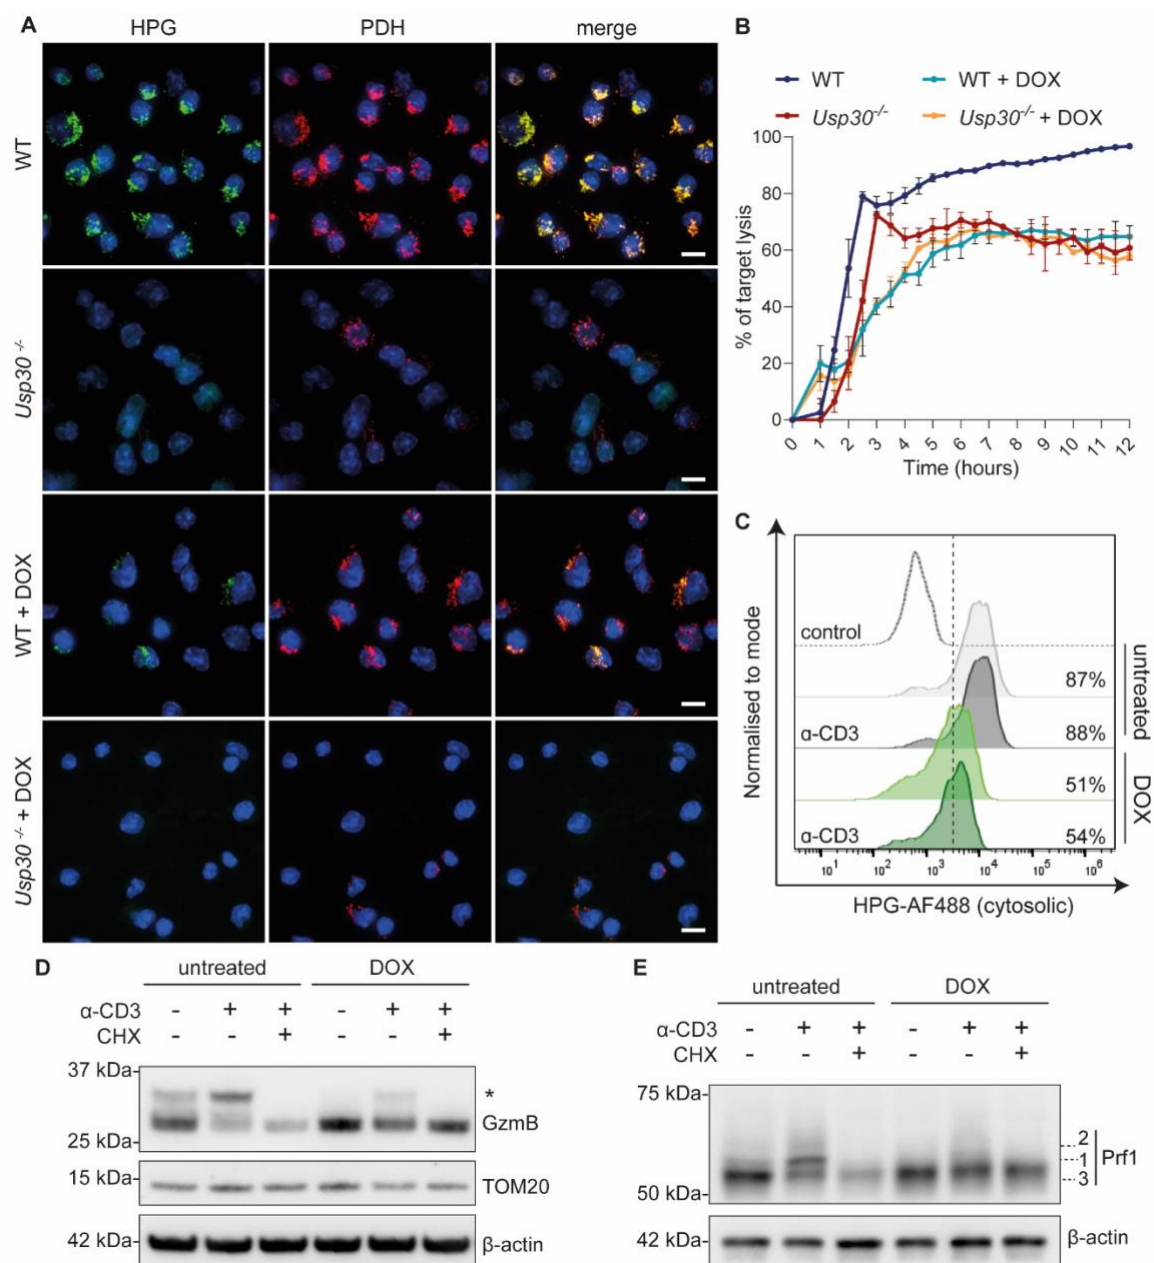 A
HPG PDH merge
WT
Usp30 -/-
WT + DOX
Usp30 -/- + DOX
B
WT WT + DOX
Usp30-/- Usp30-/- + DOX
100
80
60
40
20
0
% of target lysis
0 1 2 3 4 5 6 7 8 9 10 11 12
Time (hours)
C
Normalised to mode
control
87%
α-CD3 88%
51%
α-CD3 54%
untreated
DOX
10¹ 10² 10³ 10⁴ 10⁵ 10⁶
HPG-AF488 (cytosolic)
D
untreated DOX
α-CD3 - + + - + +
CHX - - + - - +
37 kDa-
*
GzmB
25 kDa-
15 kDa-
TOM20
42 kDa-
β-actin
E
untreated DOX
α-CD3 - + + - + +
CHX - - + - - +
75 kDa-
2
1 Prf1
3
50 kDa-
42 kDa-
β-actin